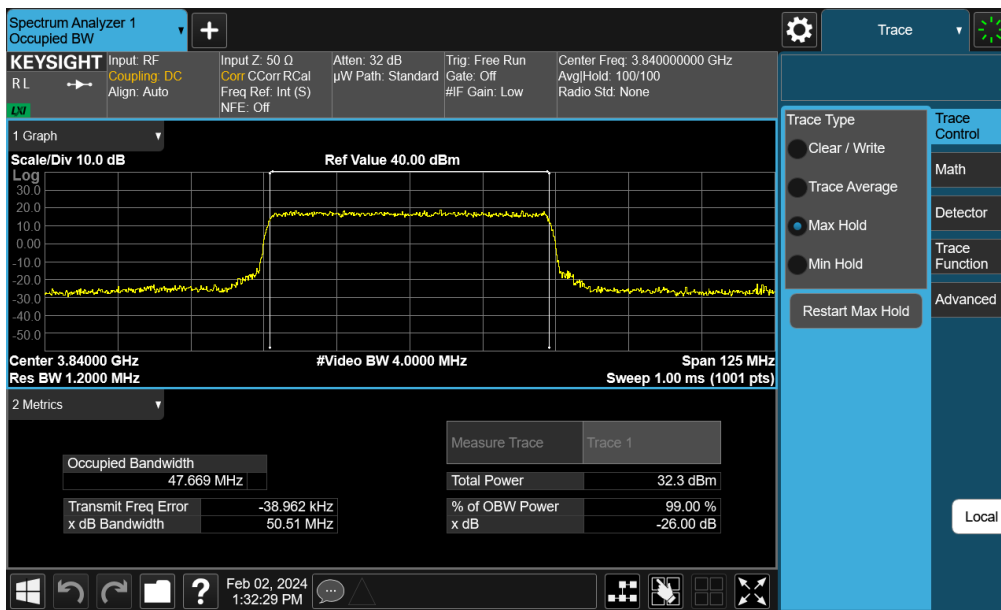 Spectrum Analyzer 1
Occupied BW
Trace
KEYSIGHT
RL
LXI
Input: RF
Coupling: DC
Align: Auto
Input Z: 50 Ω
Corr CCorr RCal
Freq Ref: Int (S)
NFE: Off
Atten: 32 dB
µW Path: Standard
Trig: Free Run
Gate: Off
#IF Gain: Low
Center Freq: 3.840000000 GHz
Avg|Hold: 100/100
Radio Std: None
1 Graph
Scale/Div 10.0 dB
Ref Value 40.00 dBm
Log
30.0
20.0
10.0
0.00
-10.0
-20.0
-30.0
-40.0
-50.0
Center 3.84000 GHz
#Video BW 4.0000 MHz
Span 125 MHz
Res BW 1.2000 MHz
Sweep 1.00 ms (1001 pts)
2 Metrics
Measure Trace Trace 1
Occupied Bandwidth
47.669 MHz
Total Power 32.3 dBm
Transmit Freq Error -38.962 kHz
% of OBW Power 99.00 %
x dB Bandwidth 50.51 MHz
x dB -26.00 dB
Trace Type
Clear / Write
Trace Average
Max Hold
Min Hold
Restart Max Hold
Trace
Control
Math
Detector
Trace
Function
Advanced
Local
?
Feb 02, 2024
1:32:29 PM